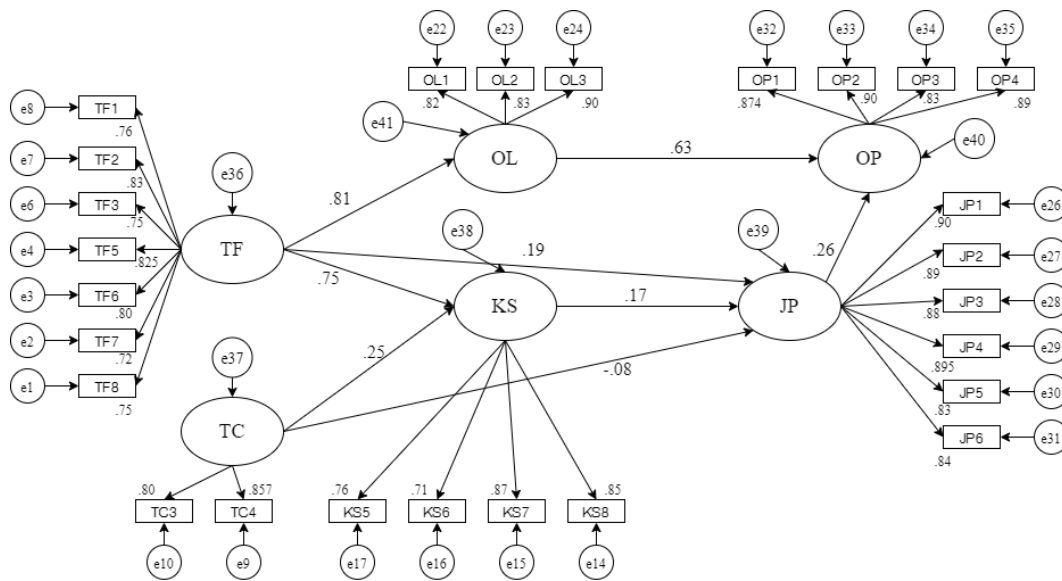 e22
e23
e24
e32
e33
e34
e35
OL1
OL2
OL3
OP1
OP2
OP3
OP4
.82
.83
.90
.874
.90
.83
.89
e8
TF1
.76
e7
TF2
.83
e6
TF3
.75
e4
TF5
.825
e3
TF6
.80
e2
TF7
.72
e1
TF8
.75
e41
OL
.63
OP
e40
e36
TF
.81
.19
.75
e38
KS
.17
e39
JP
.26
JP1
e26
.90
JP2
e27
.89
JP3
e28
.88
JP4
e29
.895
JP5
e30
.83
JP6
e31
.84
e37
TC
.25
-.08
.80
.857
.76
.71
.87
.85
TC3
TC4
KS5
KS6
KS7
KS8
e10
e9
e17
e16
e15
e14